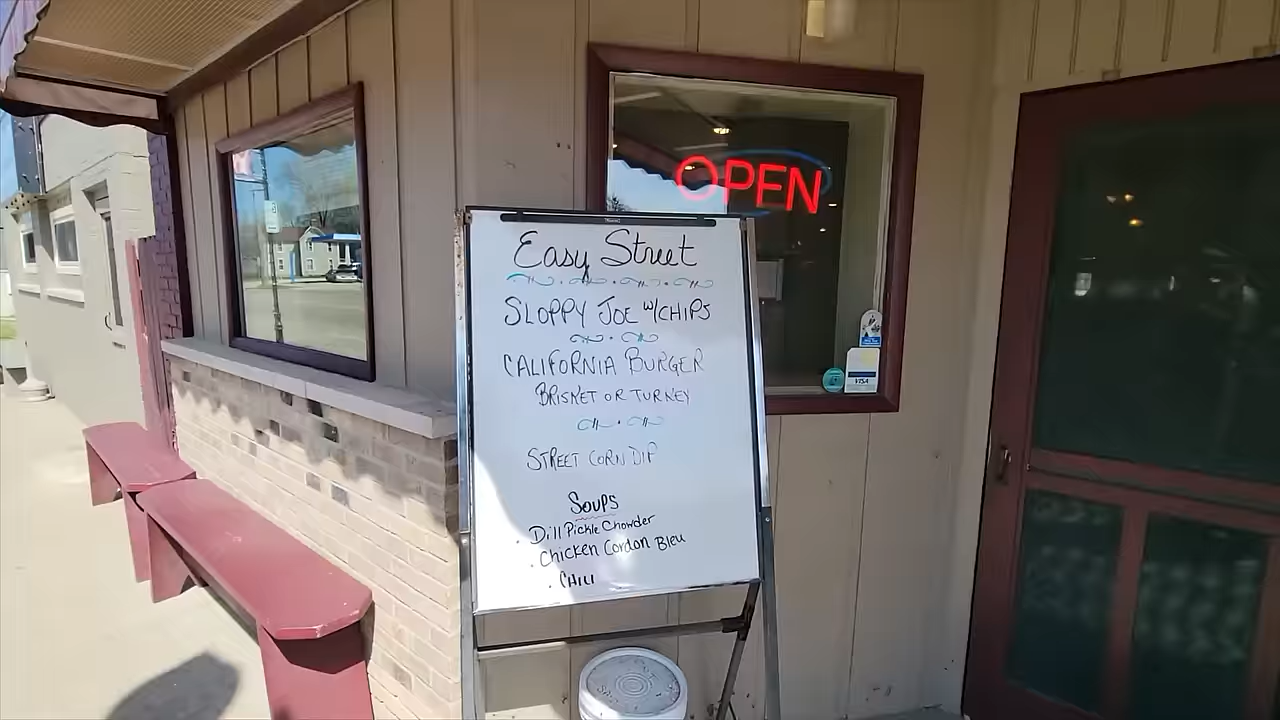 OPEN
Easy Street
SLOPPY JOE W/CHIPS
CALIFORNIA BURGER
BRISKET OR TURKEY
STREET CORN DIP
SOUPS
• Dill Pickle Chowder
• Chicken Cordon Bleu
• CHILI
VISA